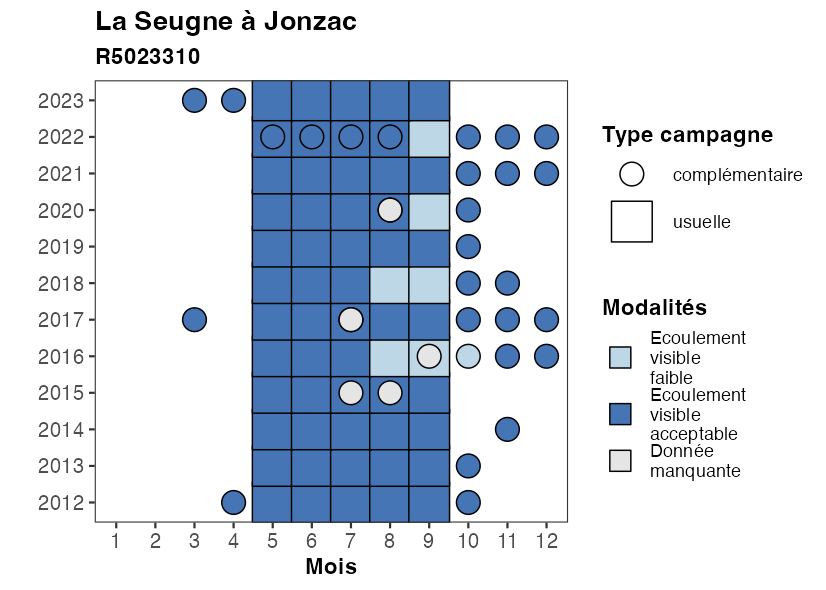 La Seugne à Jonzac
R5023310
2023
2022
2021
2020
2019
2018
2017
2016
2015
2014
2013
2012
1 2 3 4 5 6 7 8 9 10 11 12
Mois
Type campagne
complémentaire
usuelle
Modalités
Ecoulement
visible
faible
Ecoulement
visible
acceptable
Donnée
manquante